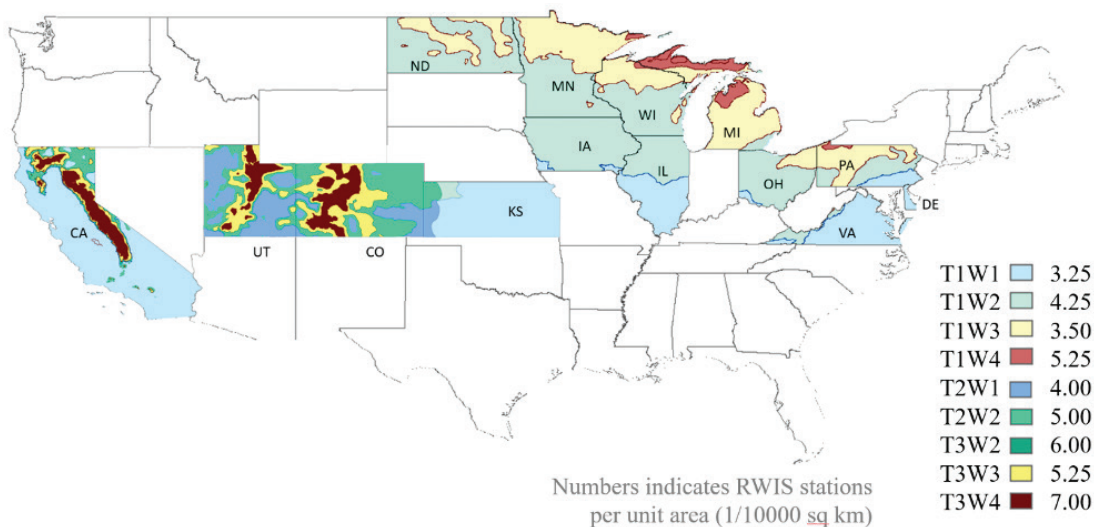 ND
MN
WI
MI
IA
IL
OH
PA
DE
VA
KS
CA
UT
CO
T1W1 3.25
T1W2 4.25
T1W3 3.50
T1W4 5.25
T2W1 4.00
T2W2 5.00
T3W2 6.00
T3W3 5.25
T3W4 7.00
Numbers indicates RWIS stations
per unit area (1/10000 sq km)